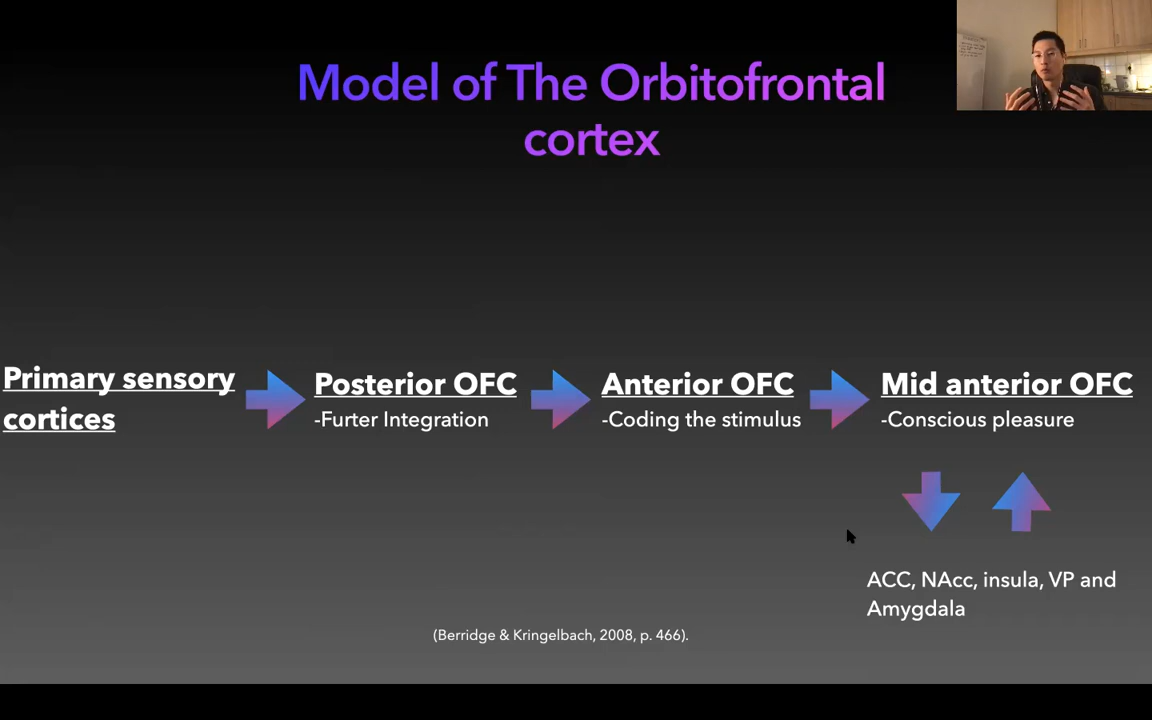 Model of The Orbitofrontal
cortex
Primary sensory
cortices
Posterior OFC
-Furter Integration
Anterior OFC
-Coding the stimulus
Mid anterior OFC
-Conscious pleasure
ACC, NAcc, insula, VP and
Amygdala
(Berridge & Kringelbach, 2008, p. 466).